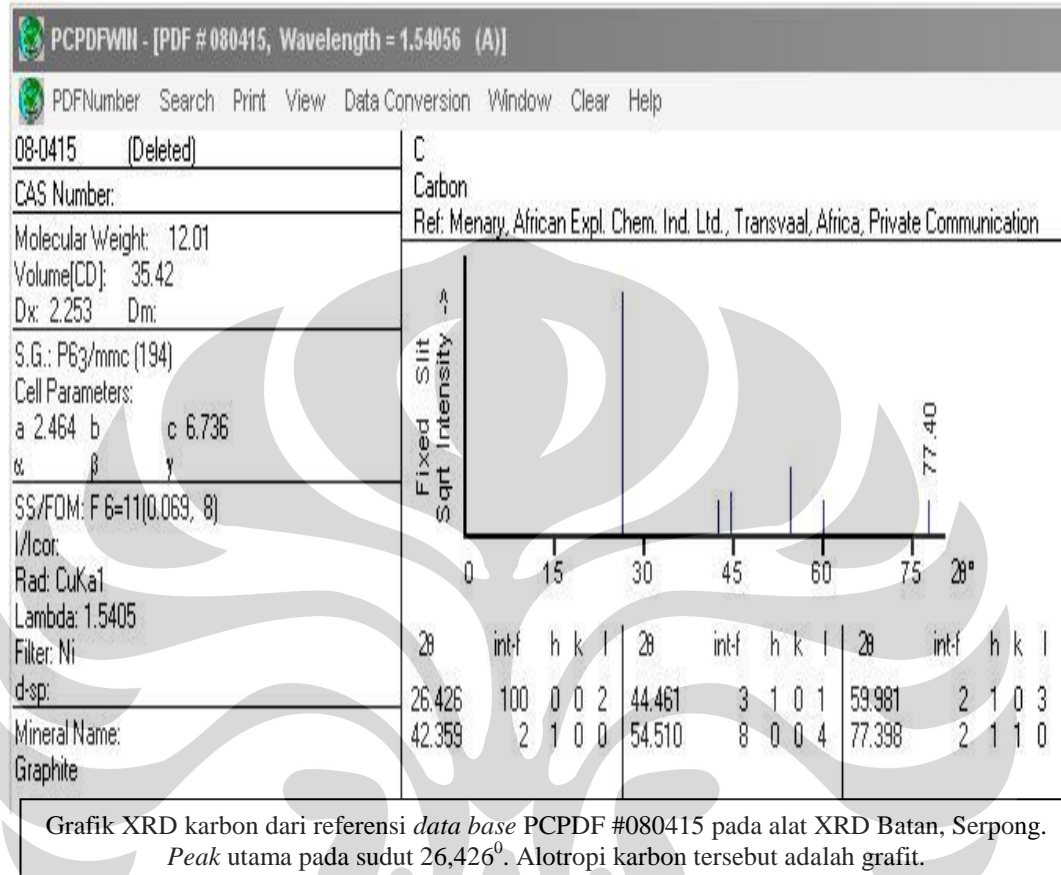 PCPDFWIN - [PDF # 080415, Wavelength = 1.54056 (A)]
PDFNumber Search Print View Data Conversion Window Clear Help
08-0415 (Deleted)
CAS Number:
Molecular Weight: 12.01
Volume[CD]: 35.42
Dx: 2.253 Dm:
S.G.: P63/mmc (194)
Cell Parameters:
a 2.464 b c 6.736
α β γ
SS/FOM: F 6=11(0.069, 8)
I/Icor:
Rad: CuKa1
Lambda: 1.5405
Filter: Ni
d-sp:
Mineral Name:
Graphite
C
Carbon
Ref: Menary, African Expl. Chem. Ind. Ltd., Transvaal, Africa, Private Communication
Fixed Slit
Sqrt Intensity ->
77.40
0 15 30 45 60 75 2θ°
2θ int-f h k l 2θ int-f h k l 2θ int-f h k l
26.426 100 0 0 2 44.461 3 1 0 1 59.981 2 1 0 3
42.359 2 1 0 0 54.510 8 0 0 4 77.398 2 1 1 0
Grafik XRD karbon dari referensi data base PCPDF #080415 pada alat XRD Batan, Serpong.
Peak utama pada sudut 26,426⁰. Alotropi karbon tersebut adalah grafit.